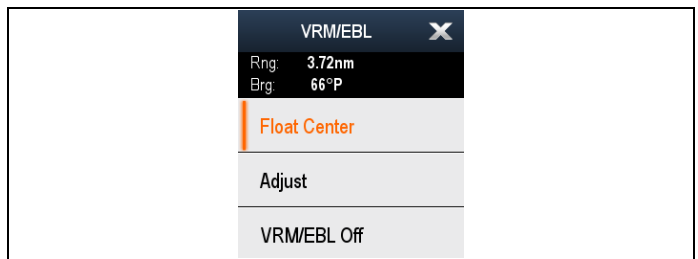 VRM/EBL X
Rng: 3.72nm
Brg: 66°P
Float Center
Adjust
VRM/EBL Off